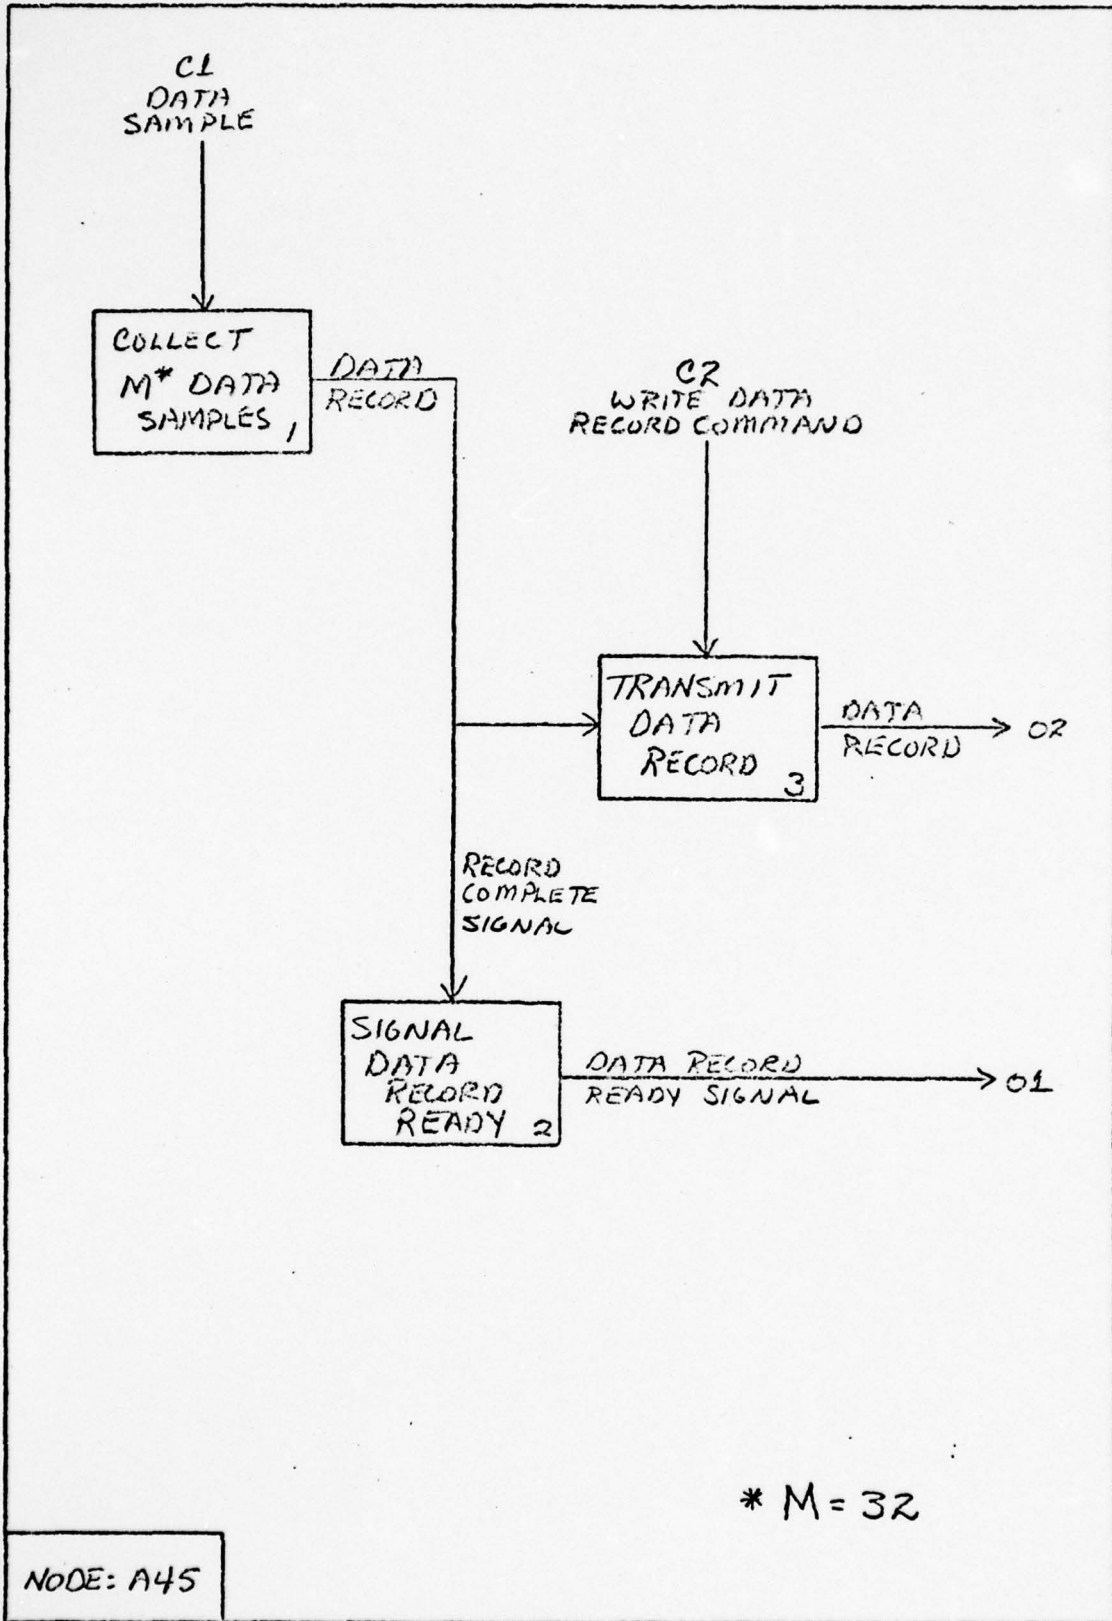 C1
DATA
SAMPLE
COLLECT
M* DATA
SAMPLES 1
DATA
RECORD
C2
WRITE DATA
RECORD COMMAND
TRANSMIT
DATA
RECORD 3
DATA
RECORD
O2
RECORD
COMPLETE
SIGNAL
SIGNAL
DATA
RECORD
READY 2
DATA RECORD
READY SIGNAL
O1
* M = 32
NODE: A45